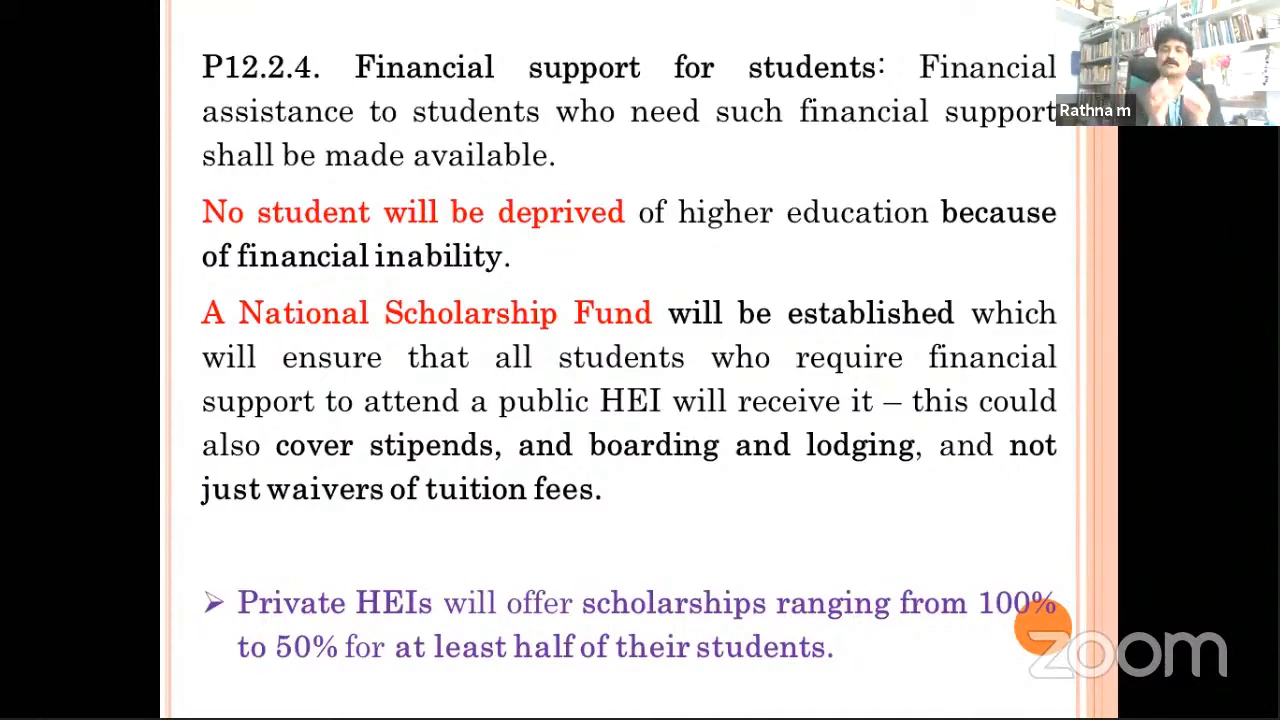 P12.2.4. Financial support for students: Financial
assistance to students who need such financial support
shall be made available.
No student will be deprived of higher education because
of financial inability.
A National Scholarship Fund will be established which
will ensure that all students who require financial
support to attend a public HEI will receive it – this could
also cover stipends, and boarding and lodging, and not
just waivers of tuition fees.
➢ Private HEIs will offer scholarships ranging from 100%
to 50% for at least half of their students.
Rathna m
zoom